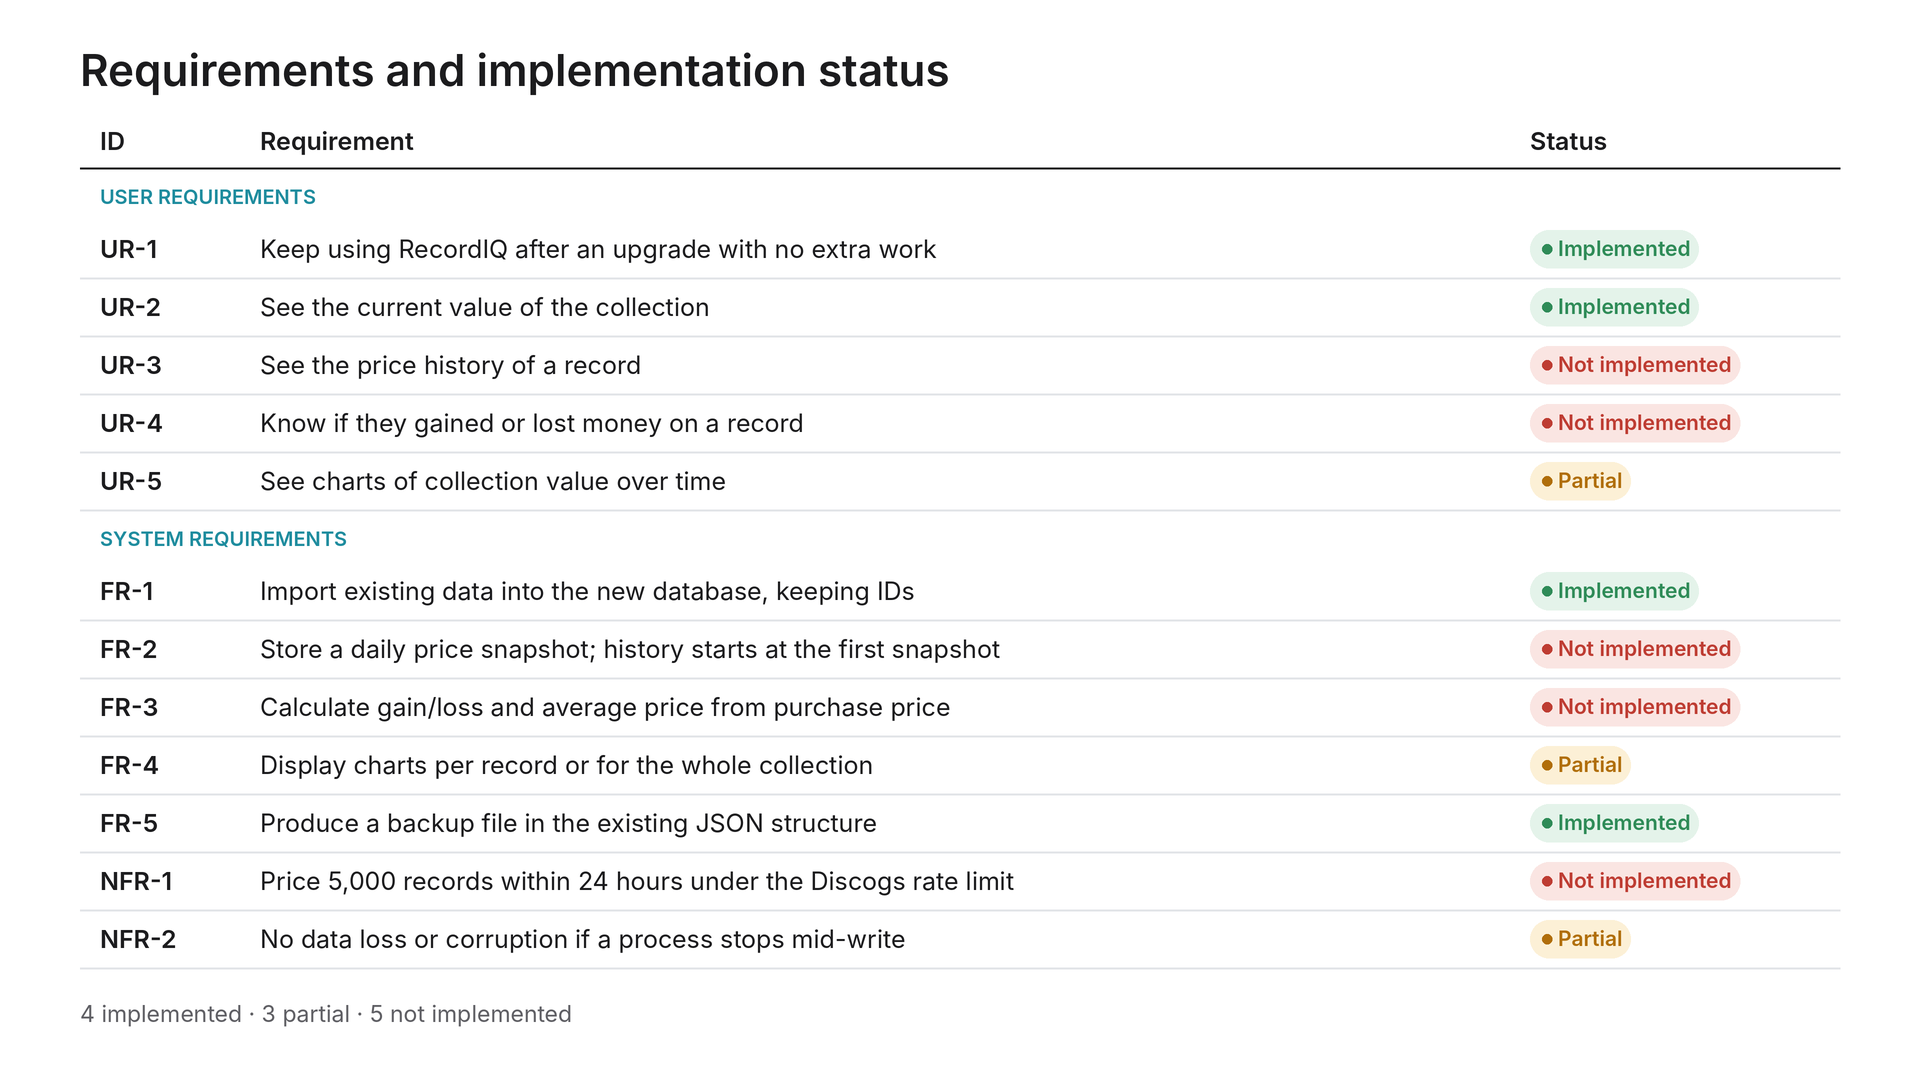 Requirements and implementation status
ID Requirement Status
USER REQUIREMENTS
UR-1 Keep using RecordIQ after an upgrade with no extra work Implemented
UR-2 See the current value of the collection Implemented
UR-3 See the price history of a record Not implemented
UR-4 Know if they gained or lost money on a record Not implemented
UR-5 See charts of collection value over time Partial
SYSTEM REQUIREMENTS
FR-1 Import existing data into the new database, keeping IDs Implemented
FR-2 Store a daily price snapshot; history starts at the first snapshot Not implemented
FR-3 Calculate gain/loss and average price from purchase price Not implemented
FR-4 Display charts per record or for the whole collection Partial
FR-5 Produce a backup file in the existing JSON structure Implemented
NFR-1 Price 5,000 records within 24 hours under the Discogs rate limit Not implemented
NFR-2 No data loss or corruption if a process stops mid-write Partial
4 implemented · 3 partial · 5 not implemented